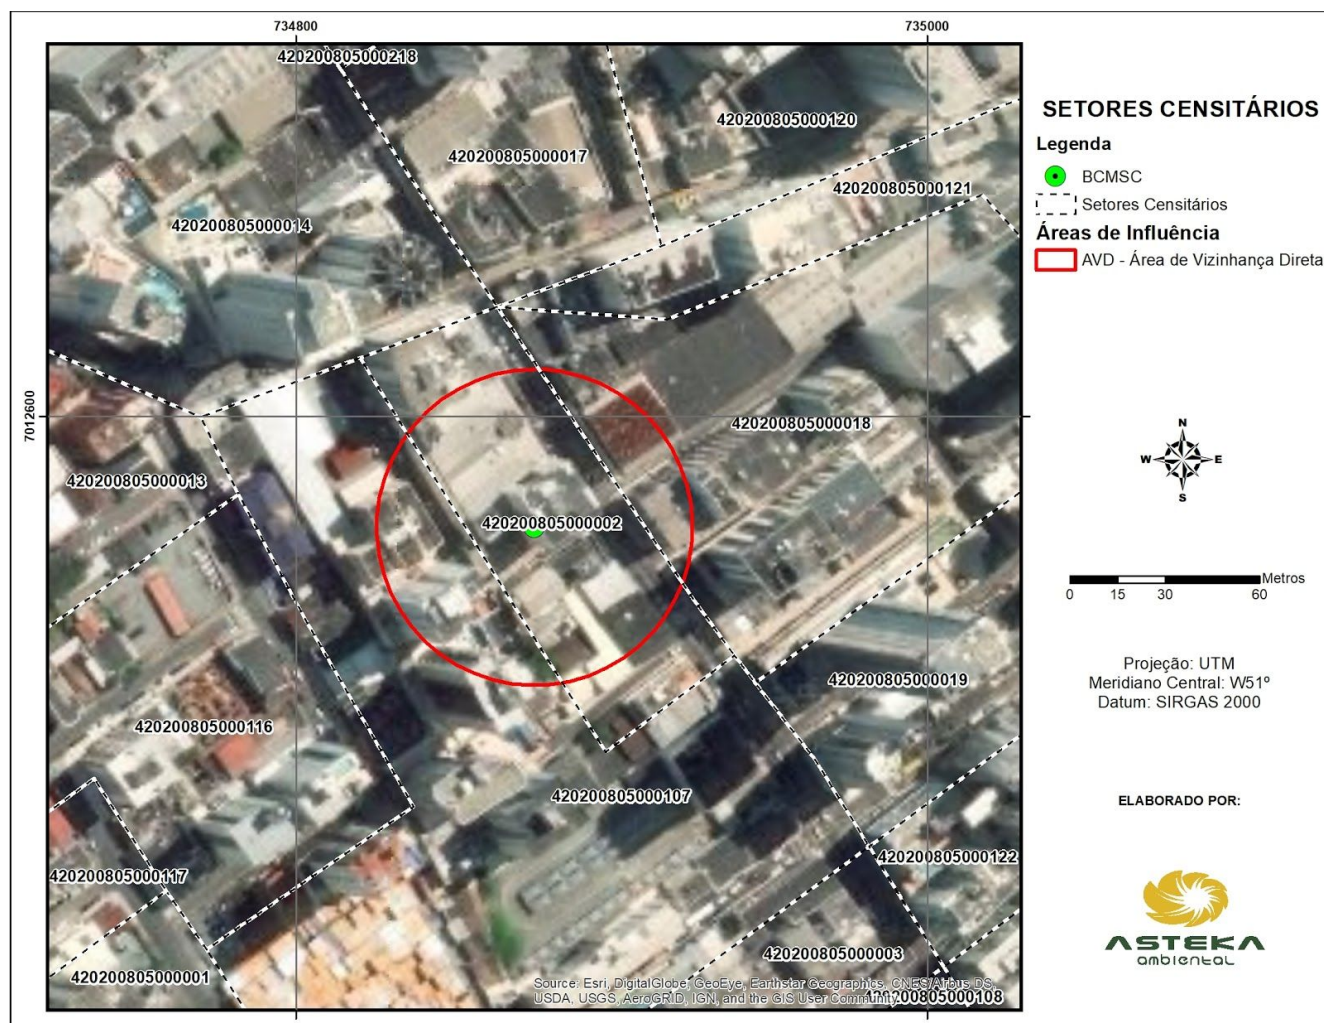 734800
735000
420200805000218
420200805000120
420200805000017
420200805000121
420200805000014
7012600
420200805000018
420200805000013
420200805000002
420200805000019
420200805000116
420200805000107
420200805000122
420200805000117
420200805000003
420200805000001
420200805000108
Source: Esri, DigitalGlobe, GeoEye, Earthstar Geographics, CNES/Airbus DS,
USDA, USGS, AeroGRID, IGN, and the GIS User Community
SETORES CENSITÁRIOS
Legenda
BCMSC
Setores Censitários
Áreas de Influência
AVD - Área de Vizinhança Direta
N
W E
S
Metros
0 15 30 60
Projeção: UTM
Meridiano Central: W51º
Datum: SIRGAS 2000
ELABORADO POR:
ASTEKA
ambiental